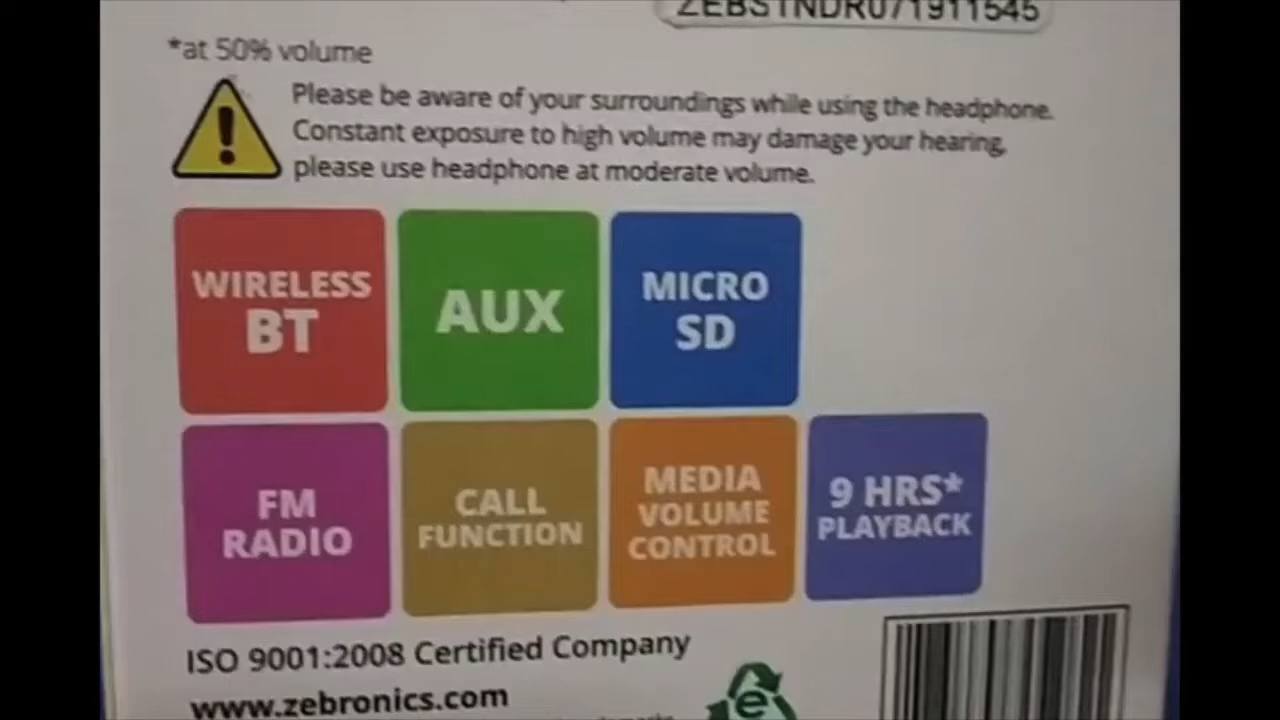 ZEBSTNDR071911545
*at 50% volume
Please be aware of your surroundings while using the headphone.
Constant exposure to high volume may damage your hearing,
please use headphone at moderate volume.
WIRELESS
BT
AUX
MICRO
SD
FM
RADIO
CALL
FUNCTION
MEDIA
VOLUME
CONTROL
9 HRS*
PLAYBACK
ISO 9001:2008 Certified Company
www.zebronics.com
e